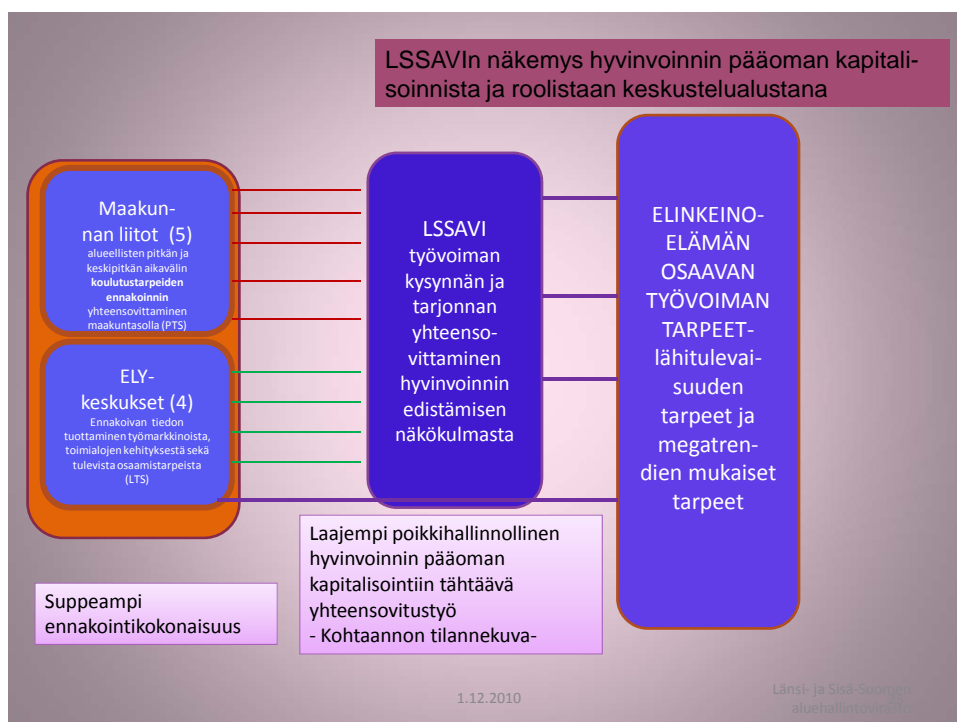 LSSAVIn näkemys hyvinvoinnin pääoman kapitali-
soinnista ja roolistaan keskustelualustana
Maakun-
nan liitot (5)
alueellisten pitkän ja
keskipitkän aikavälin
koulutustarpeiden
ennakoinnin
yhteensovittaminen
maakuntasolla (PTS)
ELY-
keskukset (4)
Ennakoivan tiedon
tuottaminen työmarkkinoista,
toimialojen kehityksestä sekä
tulevista osaamistarpeista
(LTS)
LSSAVI
työvoiman
kysynnän ja
tarjonnan
yhteenso-
vittaminen
hyvinvoinnin
edistämisen
näkökulmasta
ELINKEINO-
ELÄMÄN
OSAAVAN
TYÖVOIMAN
TARPEET-
lähitulevai-
suuden
tarpeet ja
megatren-
dien mukaiset
tarpeet
Suppeampi
ennakointikokonaisuus
Laajempi poikkihallinnollinen
hyvinvoinnin pääoman
kapitalisointiin tähtäävä
yhteensovitustyö
- Kohtaannon tilannekuva-
1.12.2010
Länsi- ja Sisä-Suomen
aluehallintovirasto